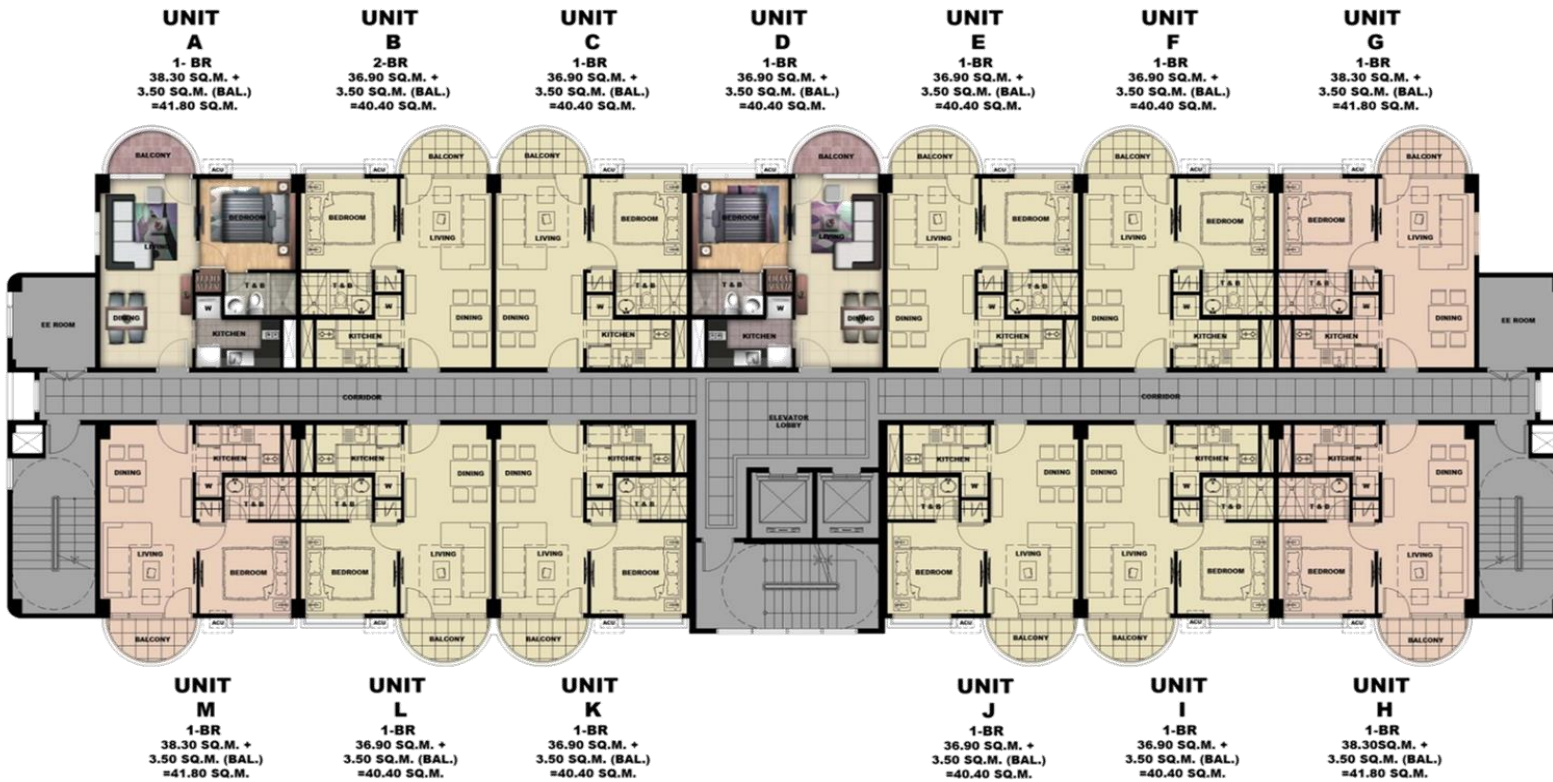 UNIT
A
1- BR
38.30 SQ.M. +
3.50 SQ.M. (BAL.)
=41.80 SQ.M.
UNIT
B
2-BR
36.90 SQ.M. +
3.50 SQ.M. (BAL.)
=40.40 SQ.M.
UNIT
C
1-BR
36.90 SQ.M. +
3.50 SQ.M. (BAL.)
=40.40 SQ.M.
UNIT
D
1-BR
36.90 SQ.M. +
3.50 SQ.M. (BAL.)
=40.40 SQ.M.
UNIT
E
1-BR
36.90 SQ.M. +
3.50 SQ.M. (BAL.)
=40.40 SQ.M.
UNIT
F
1-BR
36.90 SQ.M. +
3.50 SQ.M. (BAL.)
=40.40 SQ.M.
UNIT
G
1-BR
38.30 SQ.M. +
3.50 SQ.M. (BAL.)
=41.80 SQ.M.
BALCONY
ACU
BEDROOM
LIVING
T & B
W
DINING
KITCHEN
ACU
BALCONY
BEDROOM
LIVING
T & B
W
DINING
KITCHEN
BALCONY
ACU
BEDROOM
LIVING
T & B
W
DINING
KITCHEN
ACU
BALCONY
BEDROOM
LIVING
T & B
W
DINING
KITCHEN
BALCONY
ACU
BEDROOM
LIVING
T & B
W
DINING
KITCHEN
BALCONY
ACU
BEDROOM
LIVING
T & B
W
DINING
KITCHEN
ACU
BALCONY
BEDROOM
LIVING
T & B
W
DINING
KITCHEN
EE ROOM
EE ROOM
CORRIDOR
ELEVATOR
LOBBY
CORRIDOR
KITCHEN
DINING
W
T & B
LIVING
BEDROOM
BALCONY
ACU
KITCHEN
DINING
W
T & B
LIVING
BEDROOM
ACU
BALCONY
KITCHEN
DINING
W
T & B
LIVING
BEDROOM
BALCONY
ACU
KITCHEN
DINING
W
T & B
LIVING
BEDROOM
ACU
BALCONY
KITCHEN
DINING
W
T & B
LIVING
BEDROOM
BALCONY
ACU
KITCHEN
DINING
W
T & B
LIVING
BEDROOM
ACU
BALCONY
UNIT
M
1-BR
38.30 SQ.M. +
3.50 SQ.M. (BAL.)
=41.80 SQ.M.
UNIT
L
1-BR
36.90 SQ.M. +
3.50 SQ.M. (BAL.)
=40.40 SQ.M.
UNIT
K
1-BR
36.90 SQ.M. +
3.50 SQ.M. (BAL.)
=40.40 SQ.M.
UNIT
J
1-BR
36.90 SQ.M. +
3.50 SQ.M. (BAL.)
=40.40 SQ.M.
UNIT
I
1-BR
36.90 SQ.M. +
3.50 SQ.M. (BAL.)
=40.40 SQ.M.
UNIT
H
1-BR
38.30SQ.M. +
3.50 SQ.M. (BAL.)
=41.80 SQ.M.